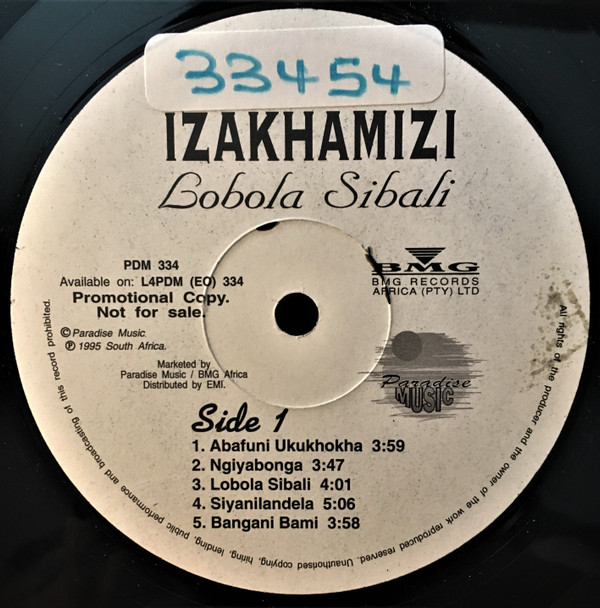 33454
IZAKHAMIZI
Lobola Sibali
PDM 334
Available on: L4PDM (EO) 334
Promotional Copy.
Not for sale.
© Paradise Music
℗ 1995 South Africa.
Marketed by
Paradise Music / BMG Africa
Distributed by EMI.
BMG
BMG RECORDS
AFRICA (PTY) LTD
Paradise
MUSIC
Side 1
1. Abafuni Ukukhokha 3:59
2. Ngiyabonga 3:47
3. Lobola Sibali 4:01
4. Siyanilandela 5:06
5. Bangani Bami 3:58
All rights of the producer and the owner of the work reproduced reserved. Unauthorised copying, hiring, lending, public performance and broadcasting of this record prohibited.